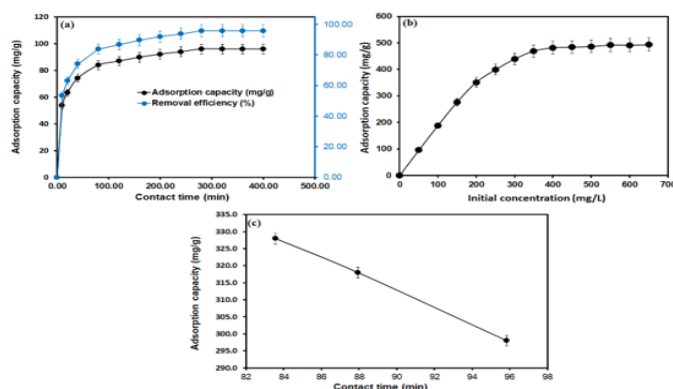 (a)
Adsorption capacity (mg/g)
120
100
80
60
40
20
0
100.00
80.00
60.00
40.00
20.00
0.00
Adsorption capacity (mg/g)
Removal efficiency (%)
0.00 100.00 200.00 300.00 400.00 500.00
Contact time (min)
(b)
Adsorption capacity (mg/g)
600
500
400
300
200
100
0
0 100 200 300 400 500 600 700
Initial concentration (mg/L)
(c)
Adsorption capacity (mg/g)
335.0
330.0
325.0
320.0
315.0
310.0
305.0
300.0
295.0
290.0
82 84 86 88 90 92 94 96 98
Contact time (min)